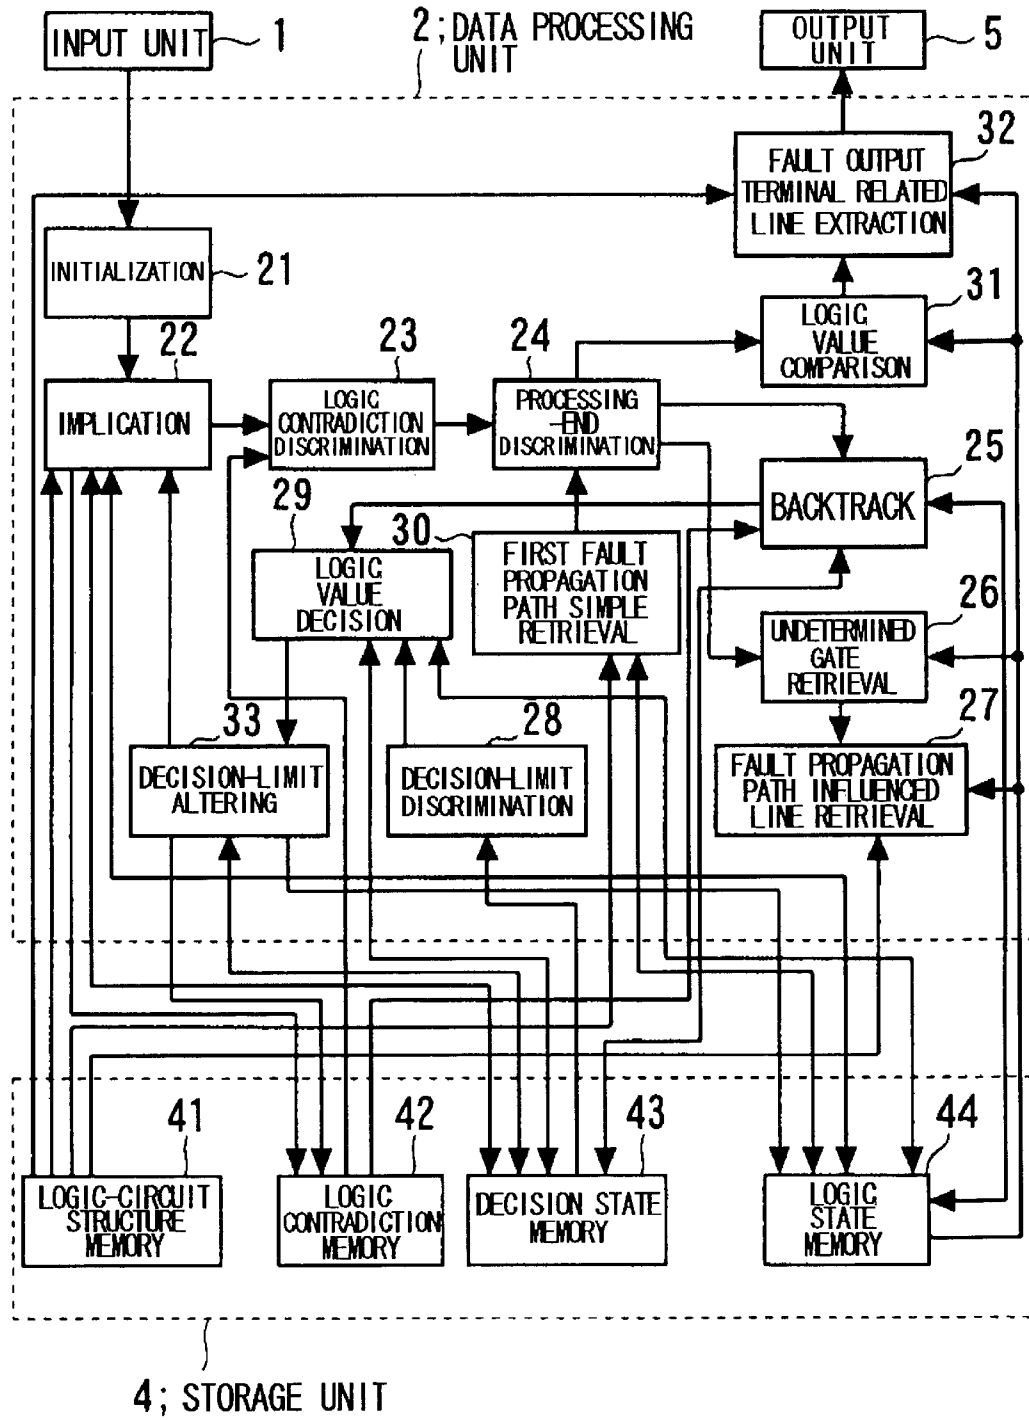 INPUT UNIT
1
2; DATA PROCESSING
UNIT
OUTPUT
UNIT
5
FAULT OUTPUT
TERMINAL RELATED
LINE EXTRACTION
32
INITIALIZATION
21
LOGIC
VALUE
COMPARISON
31
IMPLICATION
22
LOGIC
CONTRADICTION
DISCRIMINATION
23
PROCESSING
-END
DISCRIMINATION
24
BACKTRACK
25
LOGIC
VALUE
DECISION
29
FIRST FAULT
PROPAGATION
PATH SIMPLE
RETRIEVAL
30
UNDETERMINED
GATE
RETRIEVAL
26
DECISION-LIMIT
ALTERING
33
DECISION-LIMIT
DISCRIMINATION
28
FAULT PROPAGATION
PATH INFLUENCED
LINE RETRIEVAL
27
LOGIC-CIRCUIT
STRUCTURE
MEMORY
41
LOGIC
CONTRADICTION
MEMORY
42
DECISION STATE
MEMORY
43
LOGIC
STATE
MEMORY
44
4; STORAGE UNIT